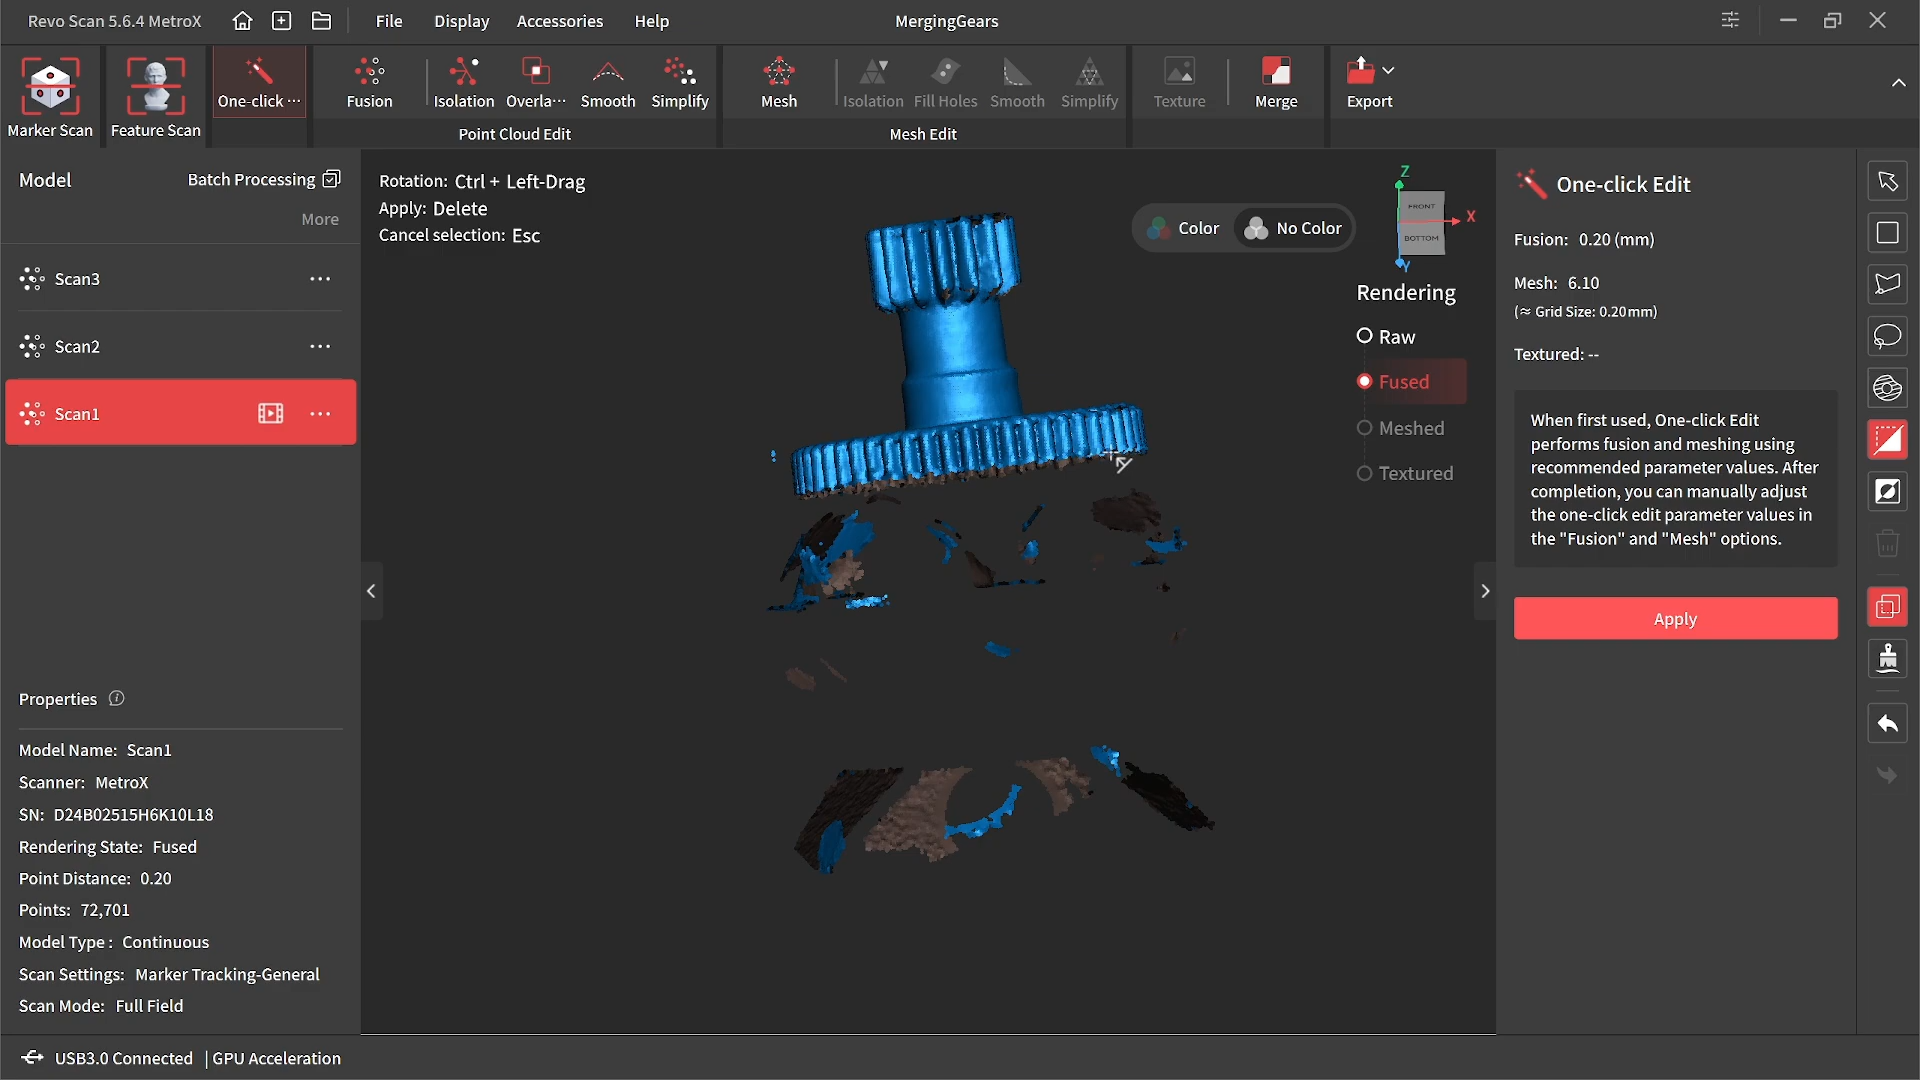 Revo Scan 5.6.4 MetroX
File
Display
Accessories
Help
MergingGears
Marker Scan
Feature Scan
One-click ···
Fusion
Isolation
Overla···
Smooth
Simplify
Point Cloud Edit
Mesh
Isolation
Fill Holes
Smooth
Simplify
Mesh Edit
Texture
Merge
Export
Model
Batch Processing
More
Scan3
Scan2
Scan1
Properties
Model Name: Scan1
Scanner: MetroX
SN: D24B02515H6K10L18
Rendering State: Fused
Point Distance: 0.20
Points: 72,701
Model Type : Continuous
Scan Settings: Marker Tracking-General
Scan Mode: Full Field
Rotation: Ctrl + Left-Drag
Apply: Delete
Cancel selection: Esc
Color
No Color
Z
FRONT
X
BOTTOM
Y
Rendering
Raw
Fused
Meshed
Textured
One-click Edit
Fusion: 0.20 (mm)
Mesh: 6.10
(≈ Grid Size: 0.20mm)
Textured: --
When first used, One-click Edit
performs fusion and meshing using
recommended parameter values. After
completion, you can manually adjust
the one-click edit parameter values in
the "Fusion" and "Mesh" options.
Apply
USB3.0 Connected | GPU Acceleration